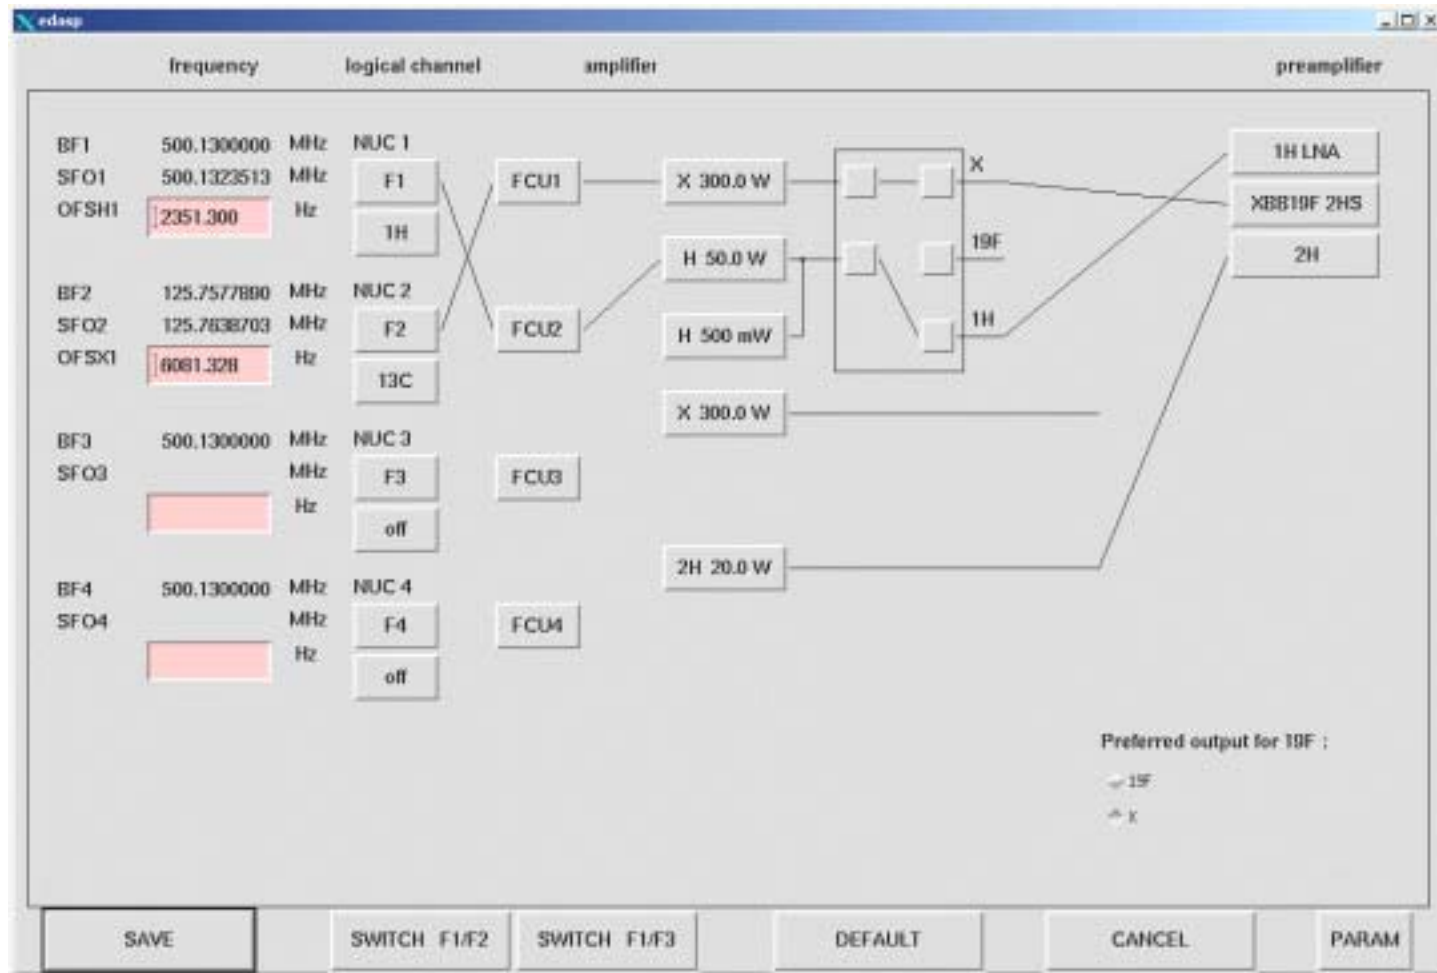 edasp
frequency logical channel amplifier preamplifier
BF1 500.1300000 MHz NUC 1
SFO1 500.1323513 MHz F1 FCU1 X 300.0 W X 1H LNA
OFSH1 2351.300 Hz 1H XBB19F 2HS
H 50.0 W 19F 2H
BF2 125.7577890 MHz NUC 2
SFO2 125.7638703 MHz F2 FCU2 H 500 mW 1H
OFSX1 6081.328 Hz 13C
X 300.0 W
BF3 500.1300000 MHz NUC 3
SFO3 MHz F3 FCU3
Hz off
2H 20.0 W
BF4 500.1300000 MHz NUC 4
SFO4 MHz F4 FCU4
Hz off
Preferred output for 19F :
19F
X
SAVE SWITCH F1/F2 SWITCH F1/F3 DEFAULT CANCEL PARAM